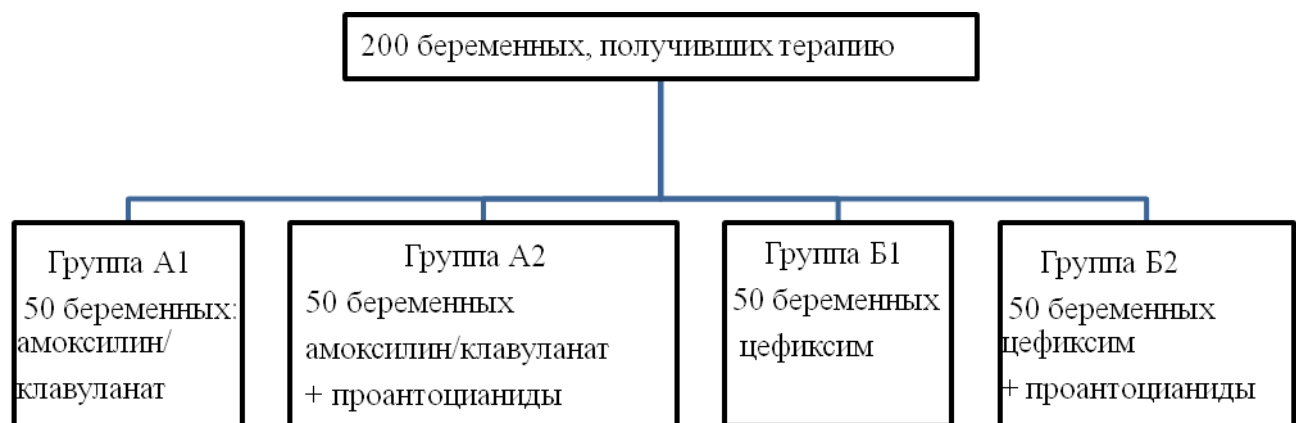 200 беременных, получивших терапию
Группа А1
50 беременных:
амоксилин/
клавуланат
Группа А2
50 беременных
амоксилин/клавуланат
+ проантоцианиды
Группа Б1
50 беременных
цефиксим
Группа Б2
50 беременных
цефиксим
+ проантоцианиды